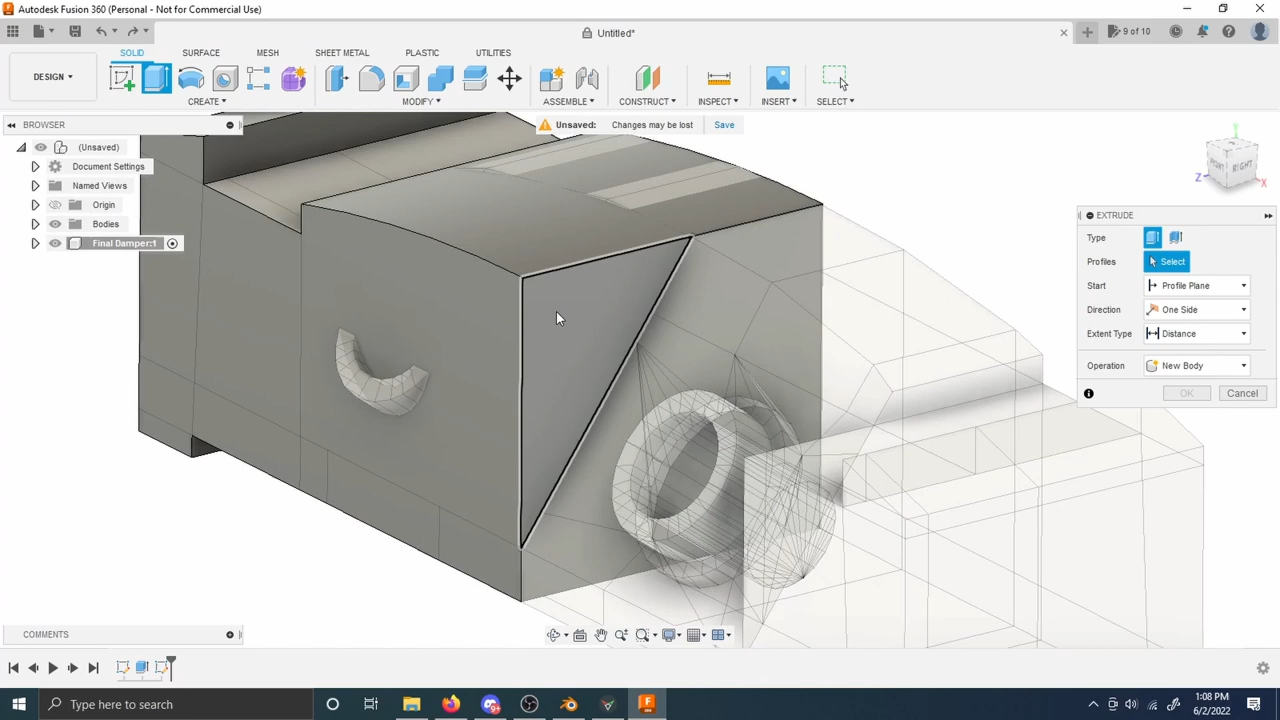 Autodesk Fusion 360 (Personal - Not for Commercial Use)
Untitled*
9 of 10
DESIGN
SOLID SURFACE MESH SHEET METAL PLASTIC UTILITIES
CREATE MODIFY ASSEMBLE CONSTRUCT INSPECT INSERT SELECT
BROWSER
Unsaved: Changes may be lost Save
(Unsaved)
Document Settings
Named Views
Origin
Bodies
Final Damper:1
Y
FRONT RIGHT
Z X
EXTRUDE
Type
Profiles Select
Start Profile Plane
Direction One Side
Extent Type Distance
Operation New Body
OK Cancel
COMMENTS
Type here to search
1:08 PM
6/2/2022